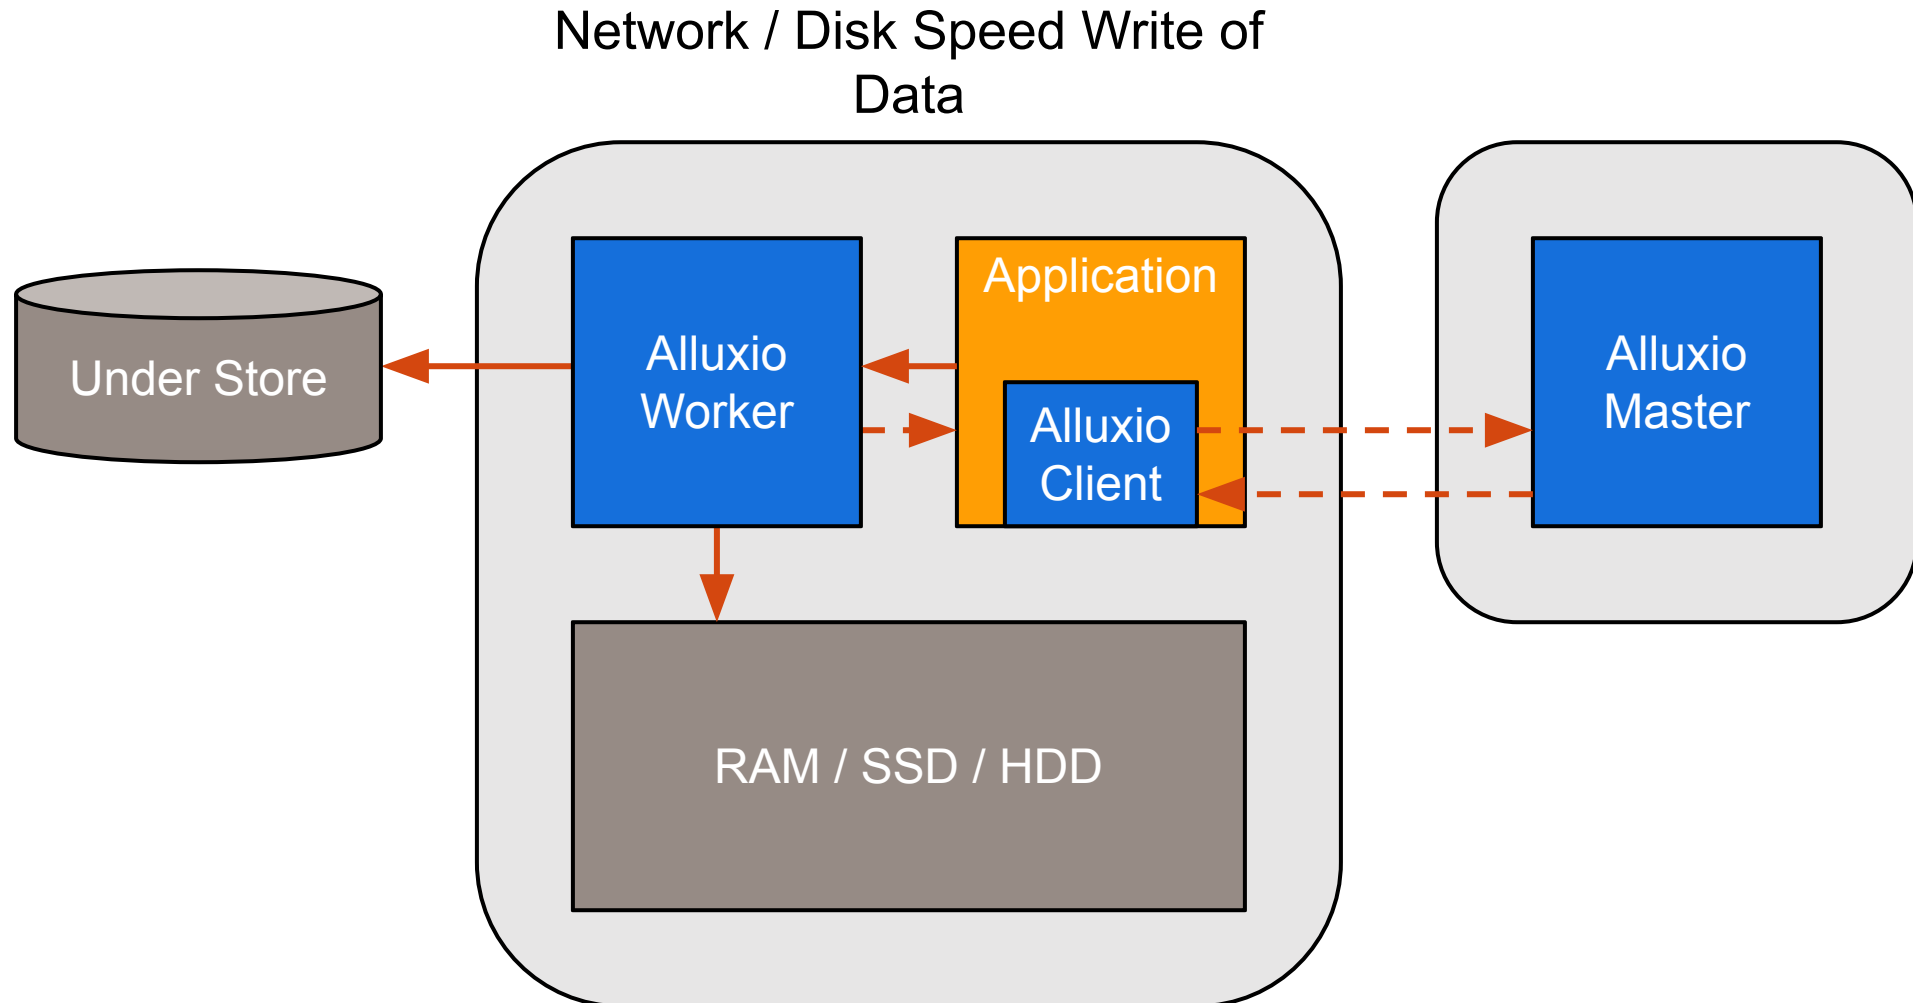 Network / Disk Speed Write of
Data
Under Store
Alluxio
Worker
Application
Alluxio
Client
Alluxio
Master
RAM / SSD / HDD